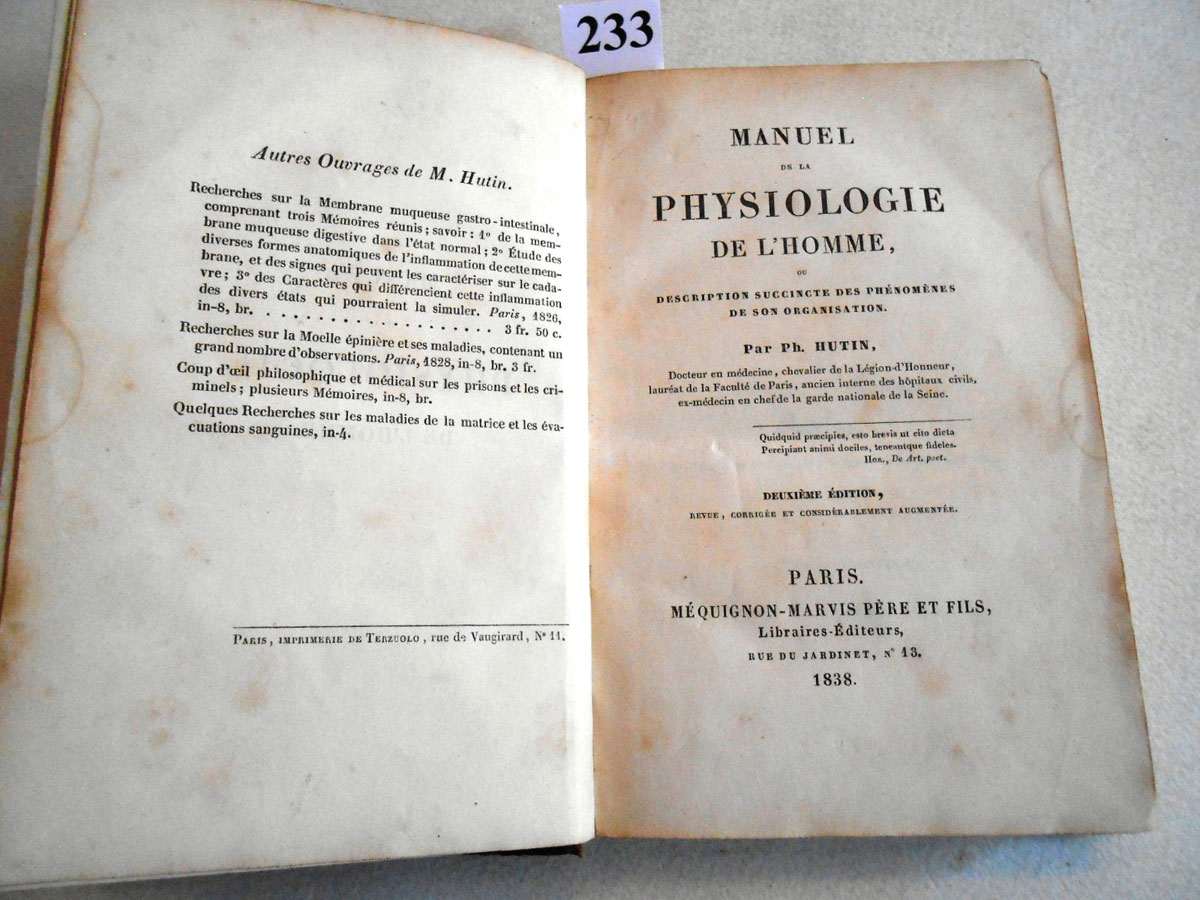 233
Autres Ouvrages de M. Hutin.
Recherches sur la Membrane muqueuse gastro-intestinale,
comprenant trois Mémoires réunis; savoir: 1° de la mem-
brane muqueuse digestive dans l'état normal; 2° Étude des
diverses formes anatomiques de l'inflammation de cette mem-
brane, et des signes qui peuvent les caractériser sur le cada-
vre; 3° des Caractères qui différencient cette inflammation
des divers états qui pourraient la simuler. Paris, 1826,
in-8, br. . . . . . . . . . . . . . . . . . . . 3 fr. 50 c.
Recherches sur la Moelle épinière et ses maladies, contenant un
grand nombre d'observations. Paris, 1828, in-8, br. 3 fr.
Coup d'œil philosophique et médical sur les prisons et les cri-
minels; plusieurs Mémoires, in-8, br.
Quelques Recherches sur les maladies de la matrice et les éva-
cuations sanguines, in-4.
PARIS, IMPRIMERIE DE TERZUOLO, rue de Vaugirard, N° 11.
MANUEL
DE LA
PHYSIOLOGIE
DE L'HOMME,
OU
DESCRIPTION SUCCINCTE DES PHÉNOMÈNES
DE SON ORGANISATION.
Par Ph. HUTIN,
Docteur en médecine, chevalier de la Légion-d'Honneur,
lauréat de la Faculté de Paris, ancien interne des hôpitaux civils,
ex-médecin en chef de la garde nationale de la Seine.
Quidquid præcipies, esto brevis ut cito dicta
Percipiant animi dociles, teneantque fideles.
HOR., De Art. poet.
DEUXIÈME ÉDITION,
REVUE, CORRIGÉE ET CONSIDÉRABLEMENT AUGMENTÉE.
PARIS.
MÉQUIGNON-MARVIS PÈRE ET FILS,
Libraires-Éditeurs,
RUE DU JARDINET, N° 13.
1838.